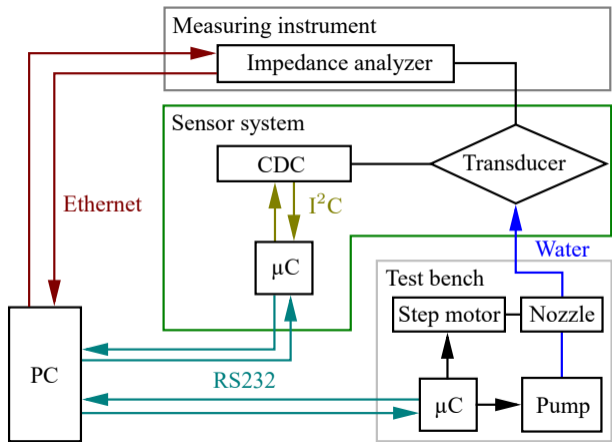 Measuring instrument
Impedance analyzer
Sensor system
CDC
Transducer
I²C
Ethernet
µC
Water
Test bench
Step motor
Nozzle
PC
RS232
µC
Pump